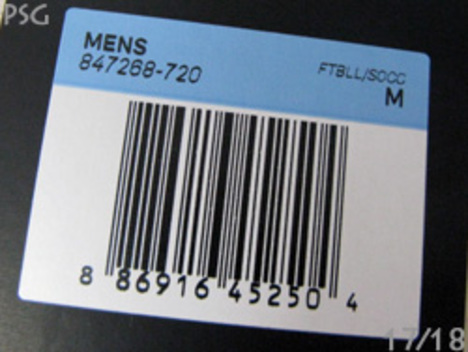 PSG
MENS
847268-720
FTBLL/SOCC
M
8 86916 45250 4
17/18